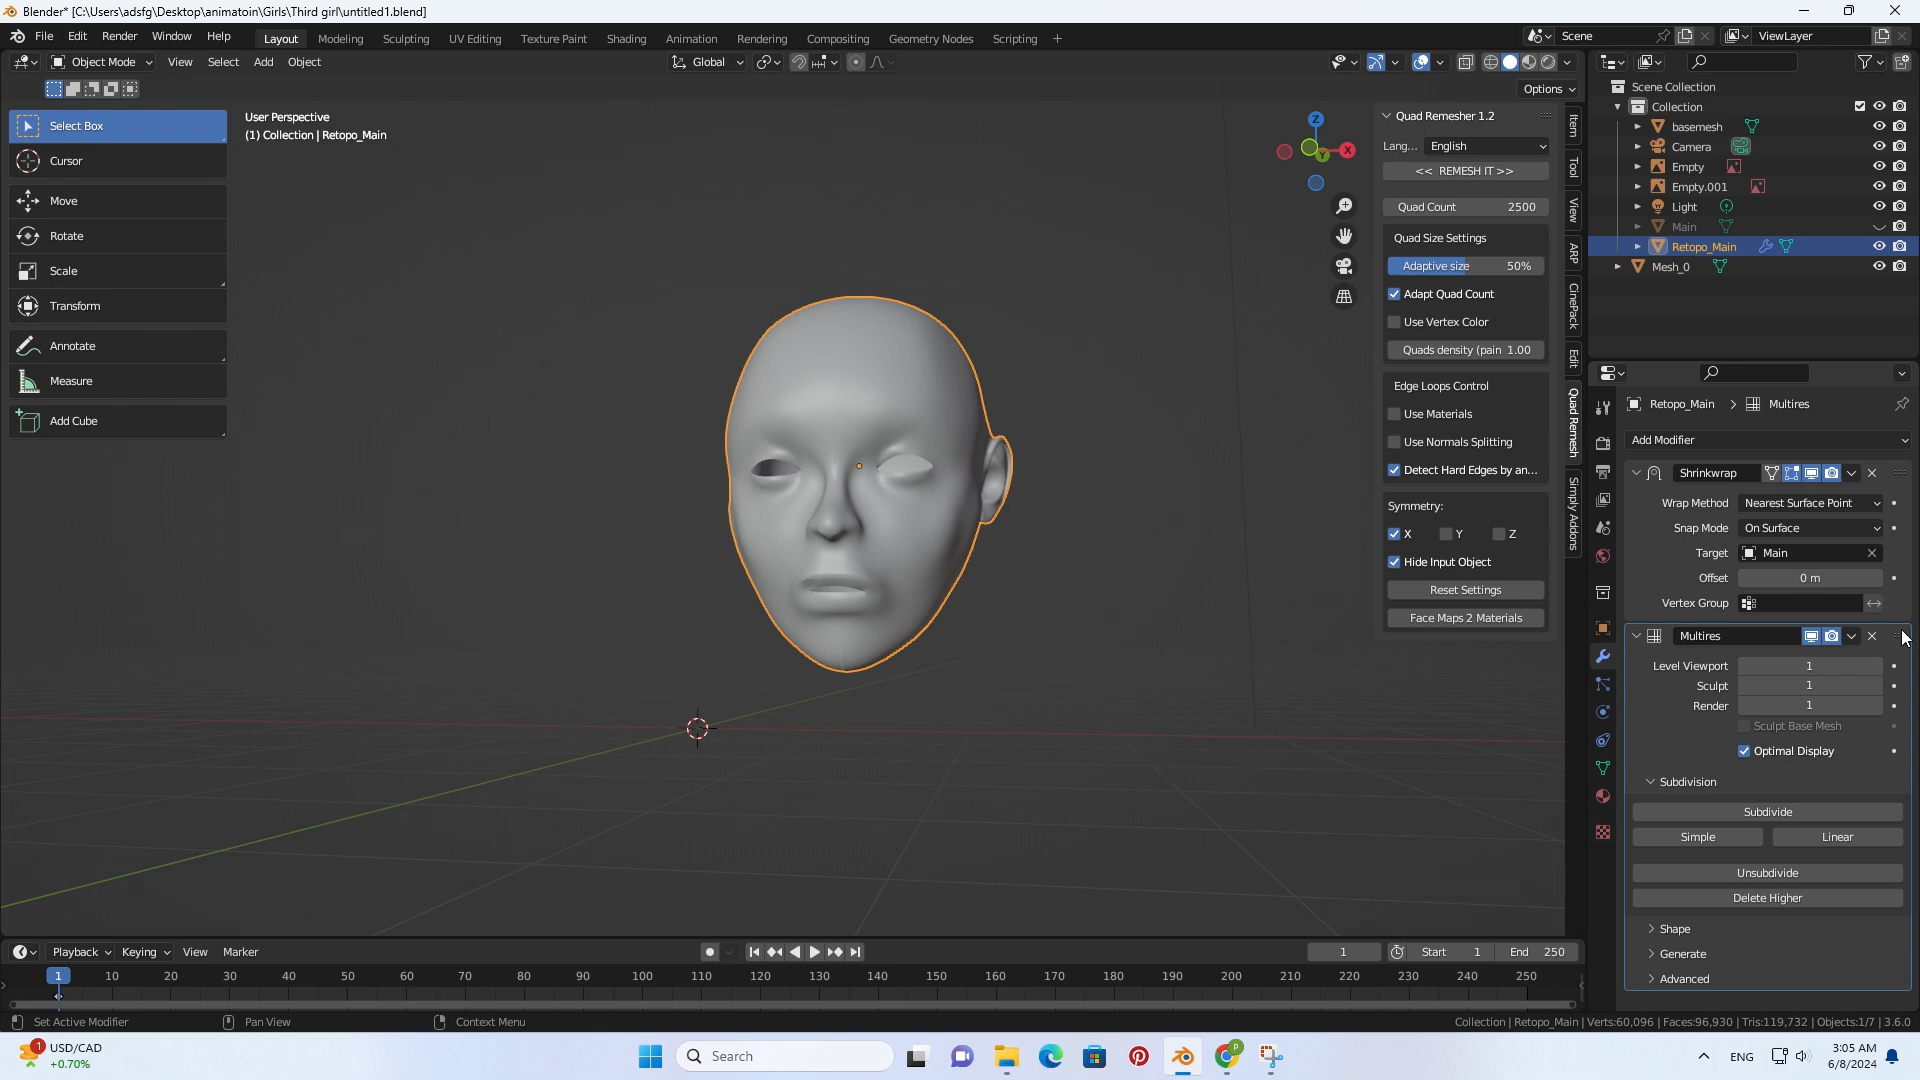 Blender* [C:\Users\adsfg\Desktop\animatoin\Girls\Third girl\untitled1.blend]
File Edit Render Window Help Layout Modeling Sculpting UV Editing Texture Paint Shading Animation Rendering Compositing Geometry Nodes Scripting + Scene ViewLayer
Object Mode View Select Add Object Global
Options
Select Box
Cursor
Move
Rotate
Scale
Transform
Annotate
Measure
Add Cube
User Perspective
(1) Collection | Retopo_Main
Z
X
Y
Quad Remesher 1.2
Lang... English
<< REMESH IT >>
Quad Count 2500
Quad Size Settings
Adaptive size 50%
Adapt Quad Count
Use Vertex Color
Quads density (pain 1.00
Edge Loops Control
Use Materials
Use Normals Splitting
Detect Hard Edges by an...
Symmetry:
X Y Z
Hide Input Object
Reset Settings
Face Maps 2 Materials
Item
Tool
View
ARP
CinePack
Edit
Quad Remesh
Simply Addons
Scene Collection
Collection
basemesh
Camera
Empty
Empty.001
Light
Main
Retopo_Main
Mesh_0
Retopo_Main > Multires
Add Modifier
Shrinkwrap
Wrap Method Nearest Surface Point
Snap Mode On Surface
Target Main
Offset 0 m
Vertex Group
Multires
Level Viewport 1
Sculpt 1
Render 1
Sculpt Base Mesh
Optimal Display
Subdivision
Subdivide
Simple Linear
Unsubdivide
Delete Higher
Shape
Generate
Advanced
Playback Keying View Marker 1 Start 1 End 250
1 10 20 30 40 50 60 70 80 90 100 110 120 130 140 150 160 170 180 190 200 210 220 230 240 250
Set Active Modifier Pan View Context Menu Collection | Retopo_Main | Verts:60,096 | Faces:96,930 | Tris:119,732 | Objects:1/7 | 3.6.0
1 USD/CAD
+0.70%
Search
P
ENG
3:05 AM
6/8/2024